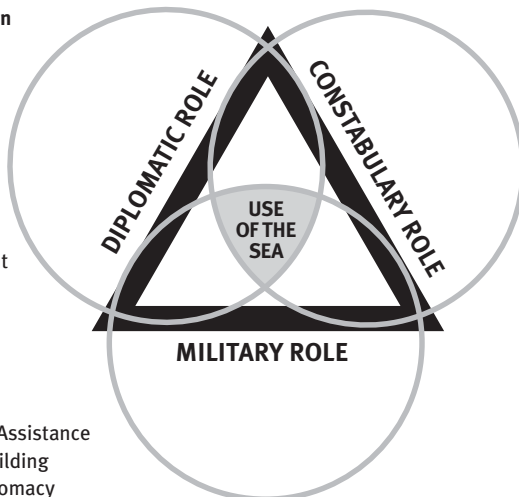 n
DIPLOMATIC ROLE
CONSTABULARY ROLE
USE
OF THE
SEA
t
MILITARY ROLE
Assistance
ilding
omacy